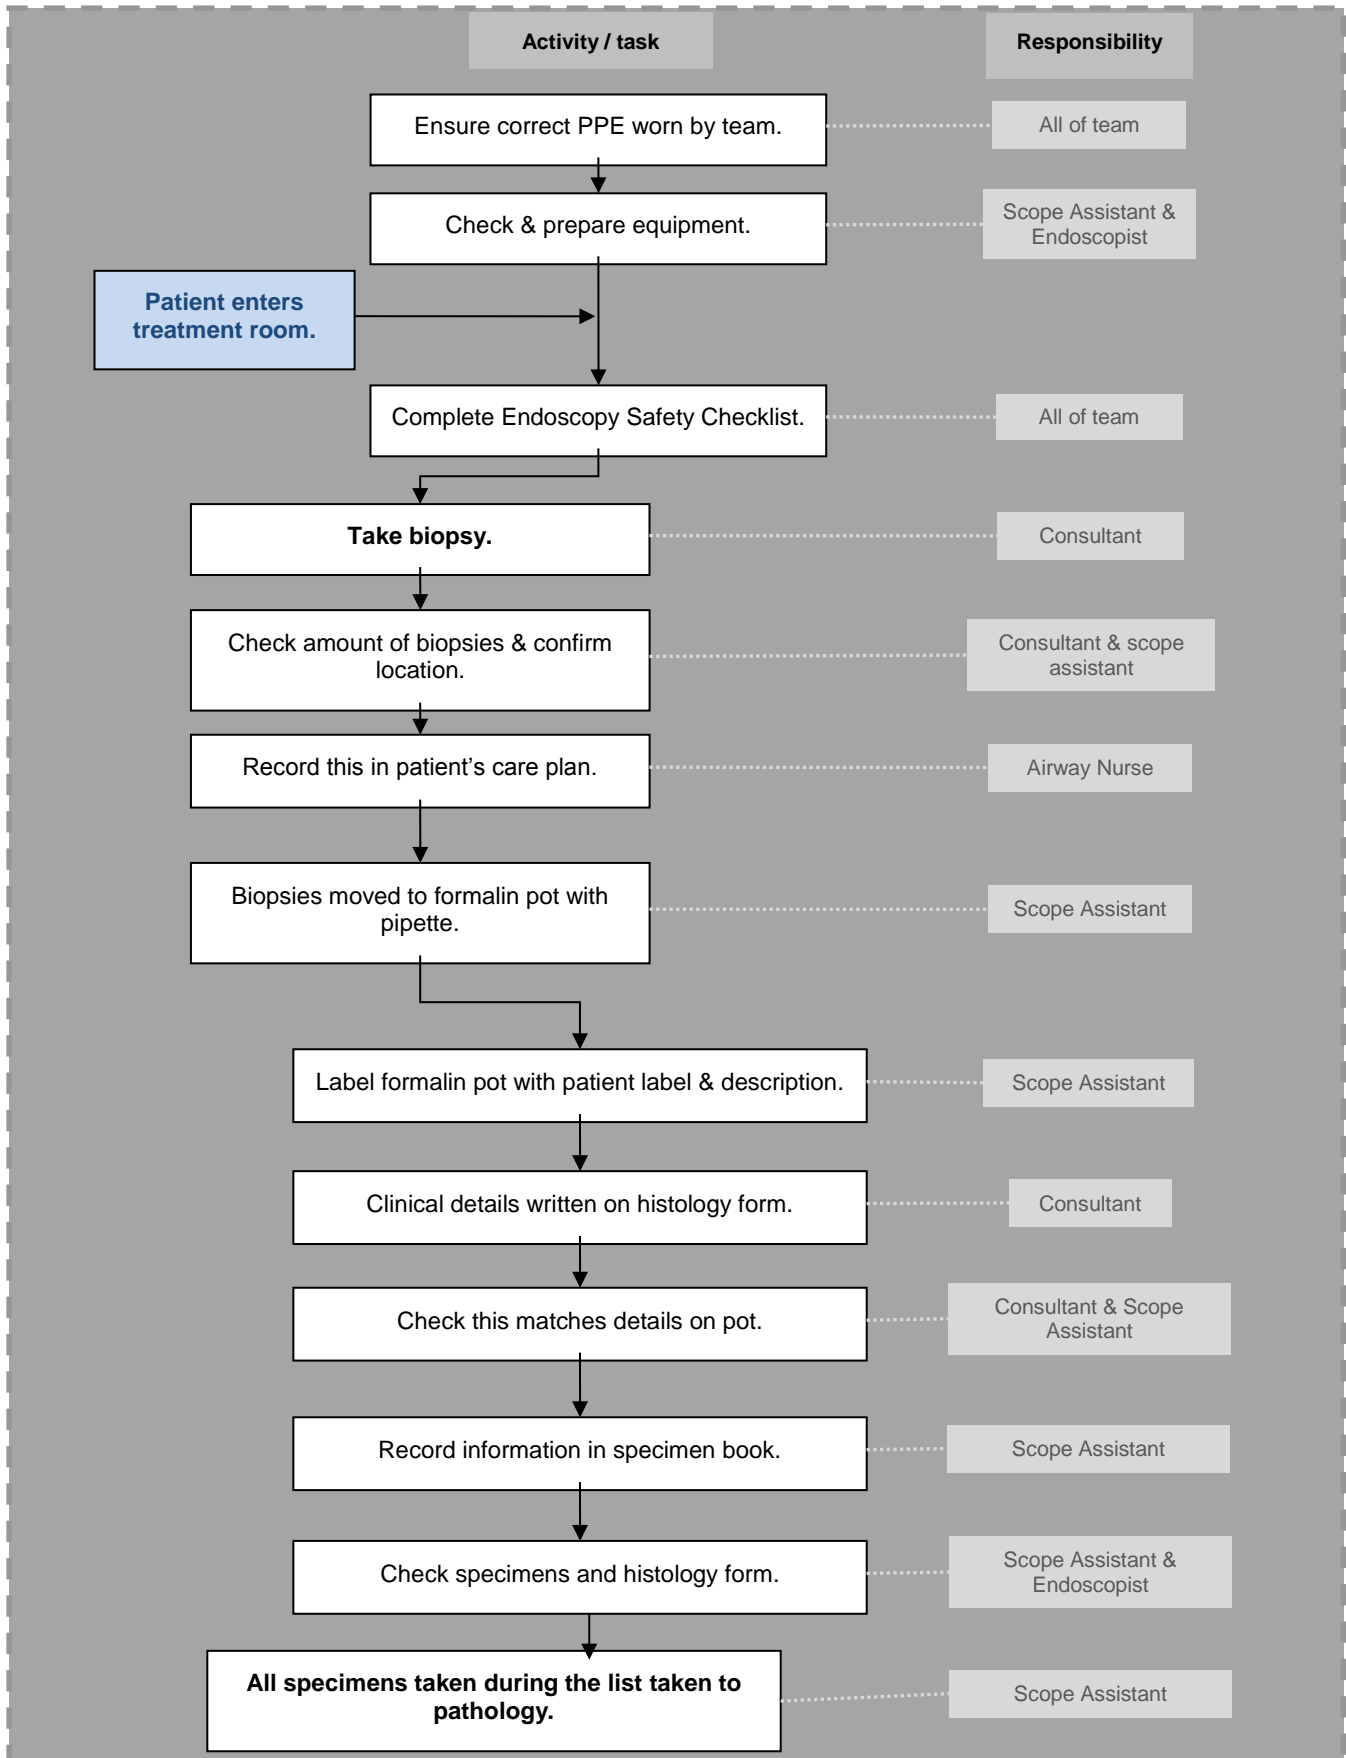 Activity / task
Responsibility
Ensure correct PPE worn by team.
All of team
Check & prepare equipment.
Scope Assistant &
Endoscopist
Patient enters
treatment room.
Complete Endoscopy Safety Checklist.
All of team
Take biopsy.
Consultant
Check amount of biopsies & confirm
location.
Consultant & scope
assistant
Record this in patient’s care plan.
Airway Nurse
Biopsies moved to formalin pot with
pipette.
Scope Assistant
Label formalin pot with patient label & description.
Scope Assistant
Clinical details written on histology form.
Consultant
Check this matches details on pot.
Consultant & Scope
Assistant
Record information in specimen book.
Scope Assistant
Check specimens and histology form.
Scope Assistant &
Endoscopist
All specimens taken during the list taken to
pathology.
Scope Assistant